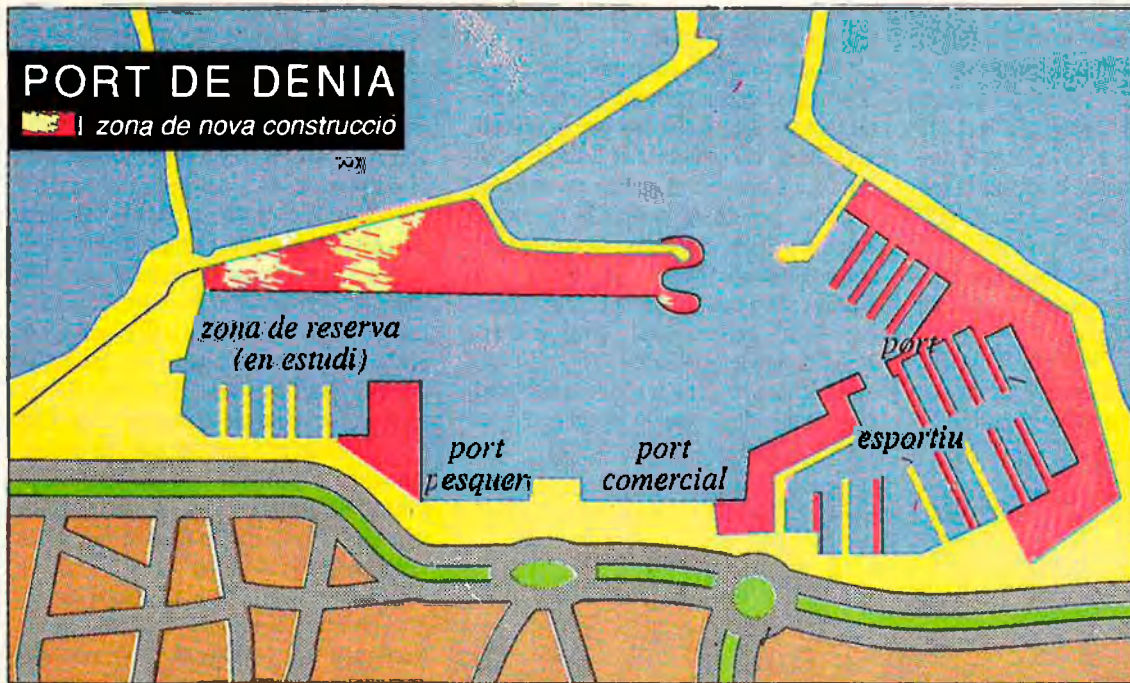 PORT DE DENIA
zona de nova construcció
zona de reserva
(en estudi)
port
pesquer
port
comercial
port
esportiu